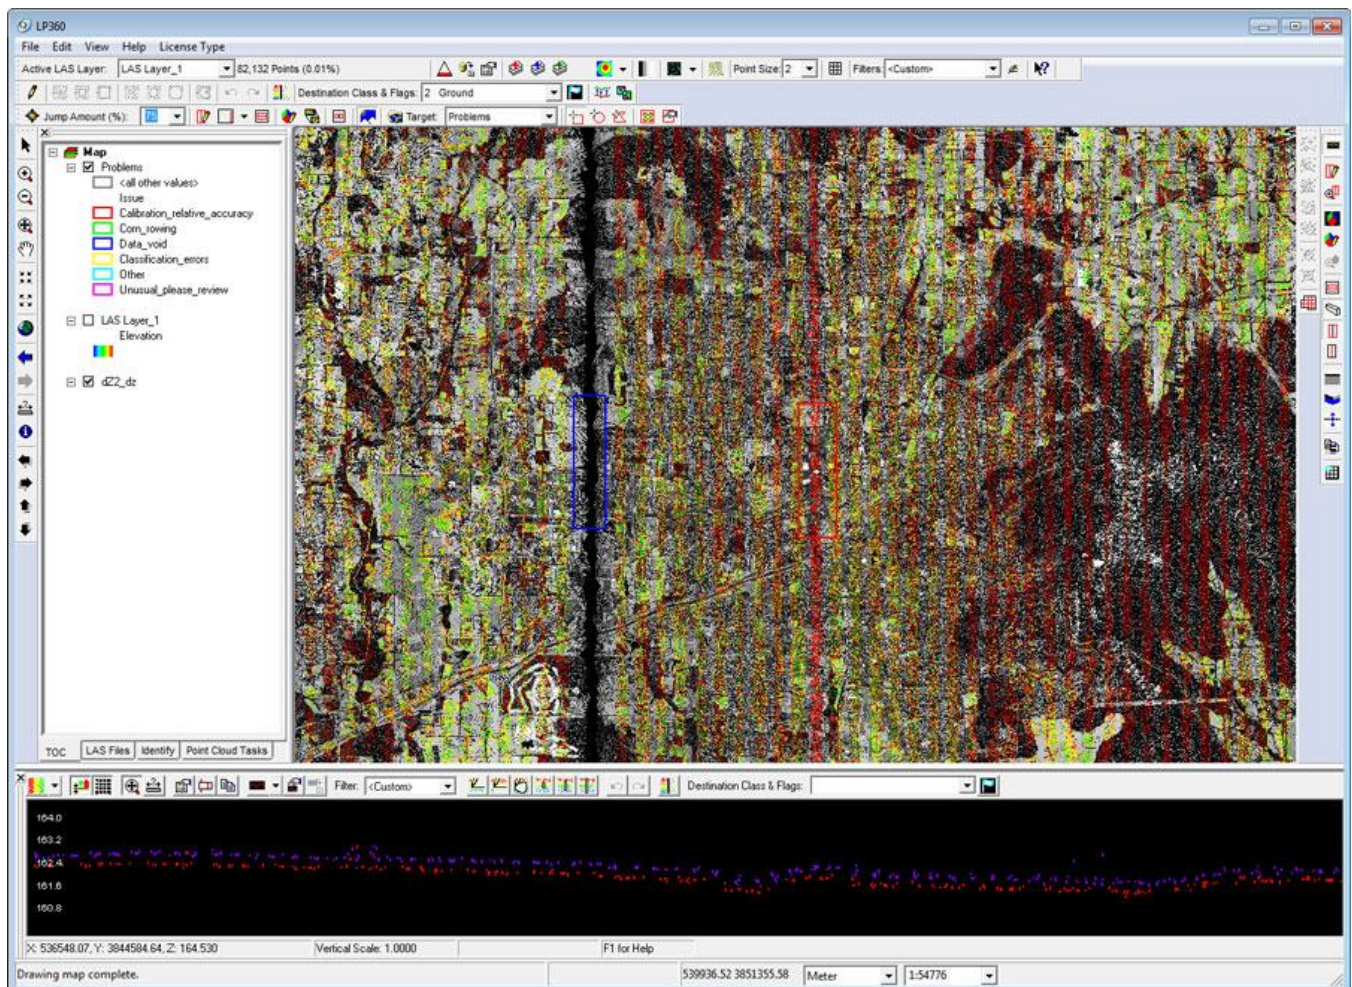 LP360
File Edit View Help License Type
Active LAS Layer: LAS Layer_1 82,132 Points (0.01%) Point Size: 2 Filters: <Custom>
Destination Class & Flags: 2 Ground
Jump Amount (%): 75 Target: Problems
Map
Problems
<all other values>
Issue
Calibration_relative_accuracy
Corn_rowing
Data_void
Classification_errors
Other
Unusual_please_review
LAS Layer_1
Elevation
dZ2_dz
TOC LAS Files Identify Point Cloud Tasks
Filter: <Custom> Destination Class & Flags:
164.0
163.2
162.4
161.6
160.8
X: 536548.07, Y: 3844584.64, Z: 164.530 Vertical Scale: 1.0000 F1 for Help
Drawing map complete. 539936.52 3851355.58 Meter 1:54776